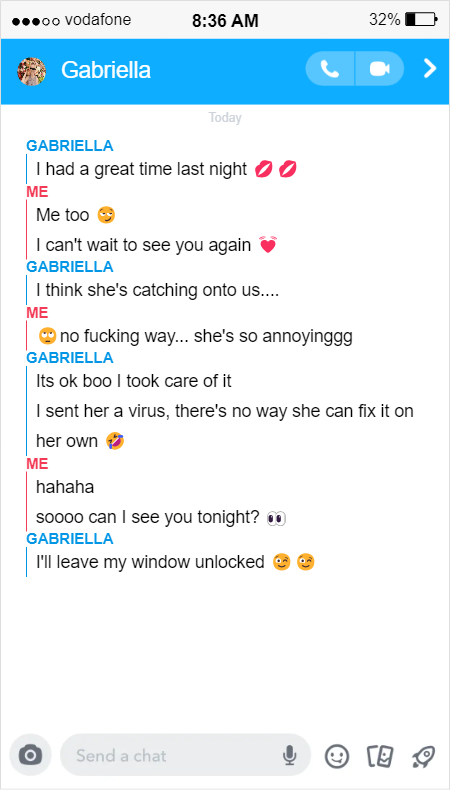 vodafone 8:36 AM 32%
Gabriella
Today
GABRIELLA
I had a great time last night 💋 💋
ME
Me too 😏
I can't wait to see you again 💓
GABRIELLA
I think she's catching onto us....
ME
🙄 no fucking way... she's so annoyinggg
GABRIELLA
Its ok boo I took care of it
I sent her a virus, there's no way she can fix it on
her own 🤣
ME
hahaha
soooo can I see you tonight? 👀
GABRIELLA
I'll leave my window unlocked 😉 😉
Send a chat